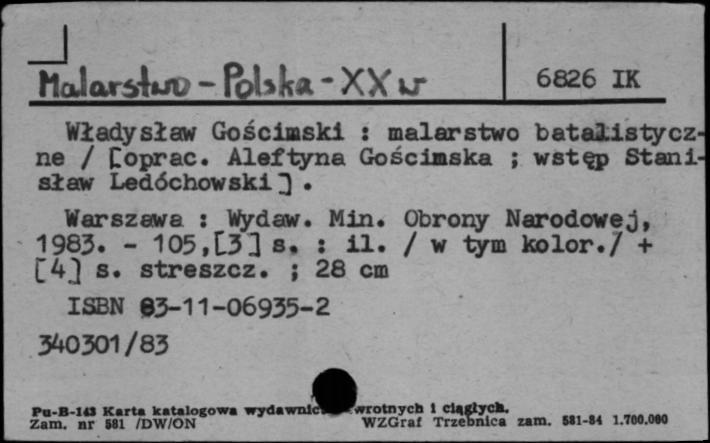 Malarstwo - Polska - XX w
6826 IK
Władysław Gościmski : malarstwo batalistycz-
ne / [oprac. Aleftyna Gościmska ; wstęp Stani-
sław Ledóchowski] .
Warszawa : Wydaw. Min. Obrony Narodowej,
1983. - 105,[3] s. : il. / w tym kolor./ +
[4] s. streszcz. ; 28 cm
ISBN 83-11-06935-2
340301/83
Pu-B-143 Karta katalogowa wrotnych i ciągłych.
Zam. nr 581 /DW/ON WZGraf Trzebnica zam. 581-84 1.700.000